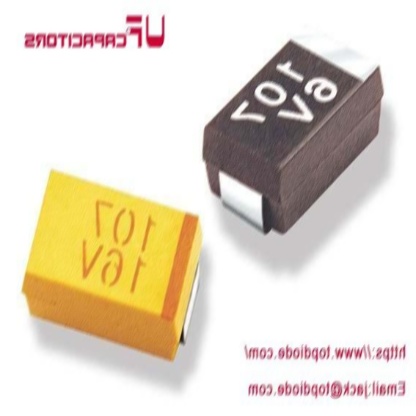 UF CAPACITORS
107
6V
107
16V
https://www.topdiode.com/
Email:jack@topdiode.com